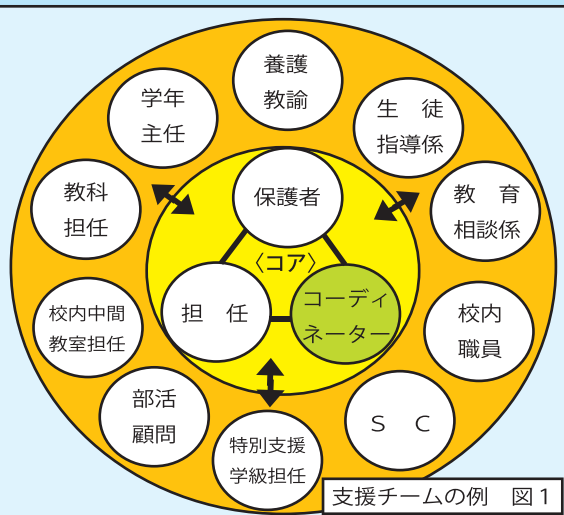 養護
教諭
学年
主任
生　徒
指導係
教科
担任
保護者
教　育
相談係
〈コア〉
担　任
コーディ
ネーター
校内中間
教室担任
校内
職員
部活
顧問
特別支援
学級担任
Ｓ　Ｃ
支援チームの例　図１